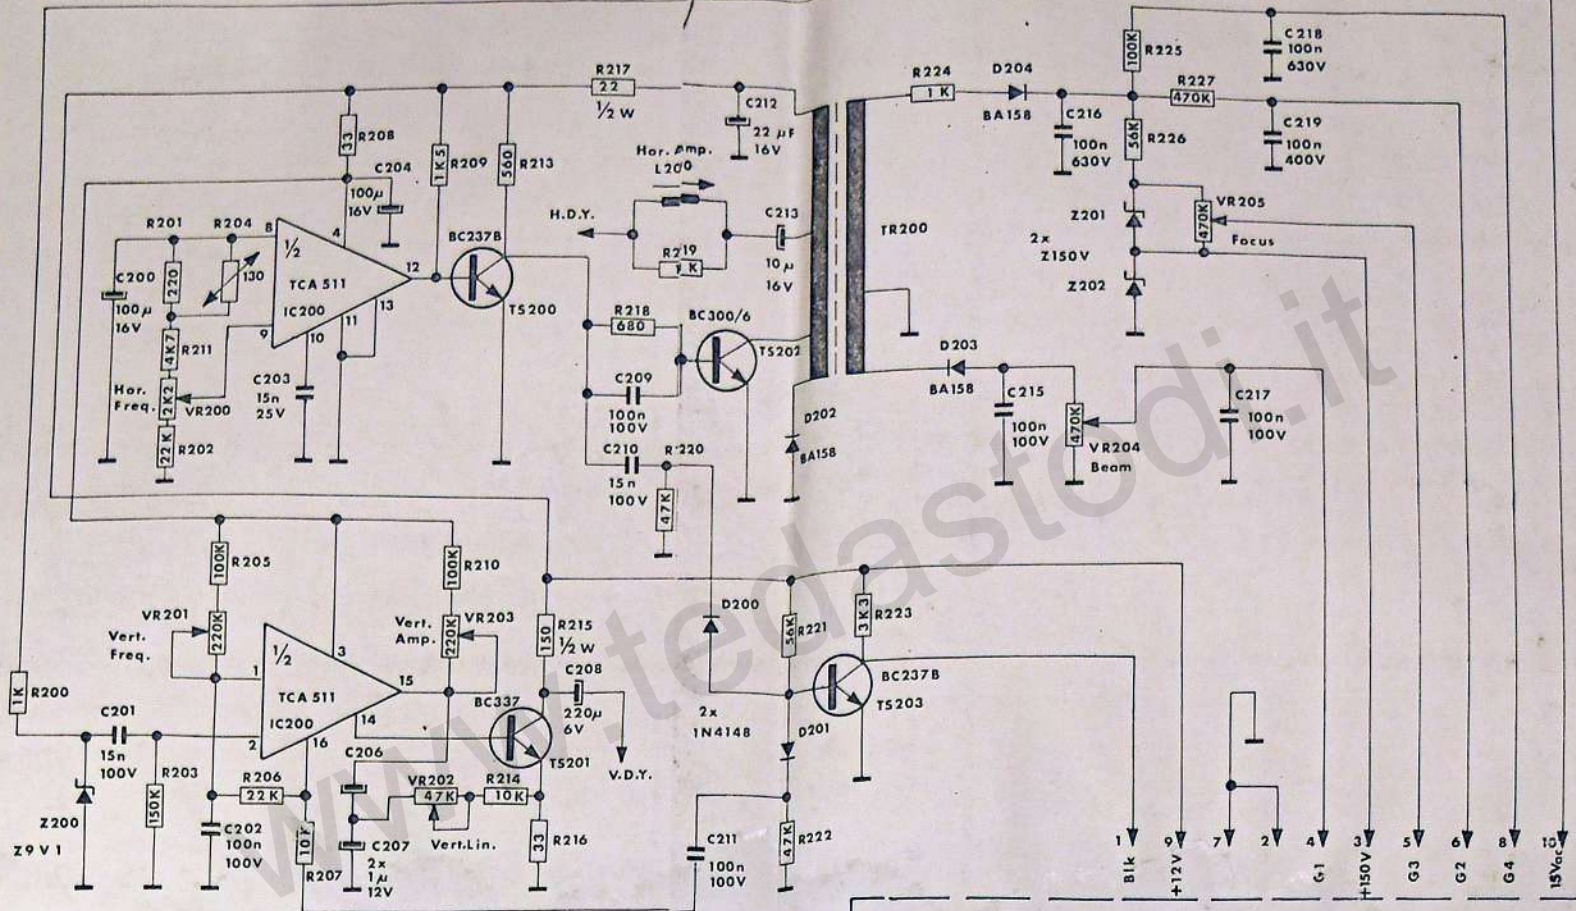 R217
22
½ W
C212
22 µF
16V
R224
1 K
D204
BA158
100K
R225
C218
100n
630V
R227
470K
C216
100n
630V
56K
R226
C219
100n
400V
33
R208
1K5
R209
560
R213
C204
100µ
16V
Hor. Amp.
L200
H.D.Y.
R219
1 K
C213
10 µ
16V
TR200
Z201
2x
Z150V
Z202
470K
VR205
Focus
R201
R204
220
130
C200
100µ
16V
8
4
½
TCA 511
IC200
12
13
11
10
9
BC237B
TS200
R218
680
BC300/6
TS202
C209
100n
100V
4K7
R211
Hor.
Freq.
2K2
VR200
C203
15n
25V
22K
R202
C210
15n
100V
R220
47K
D202
BA158
D203
BA158
C215
100n
100V
470K
VR204
Beam
C217
100n
100V
100K
R205
VR201
220K
Vert.
Freq.
100K
R210
Vert.
Amp.
VR203
220K
R215
150
½ W
D200
56K
R221
3K3
R223
1K
R200
1
3
½
TCA 511
IC200
15
14
2
16
BC337
TS201
C208
220µ
6V
V.D.Y.
2x
1N4148
D201
BC237B
TS203
C201
15n
100V
R203
150K
R206
22K
C206
VR202
47K
R214
10K
Vert.Lin.
Z200
Z9V1
C202
100n
100V
10K
R207
C207
2x
1µ
12V
33
R216
C211
100n
100V
47K
R222
1
9
7
2
4
3
5
6
8
10
Blk
+12V
G1
+150V
G3
G2
G4
15Vac
www.tedastodi.it